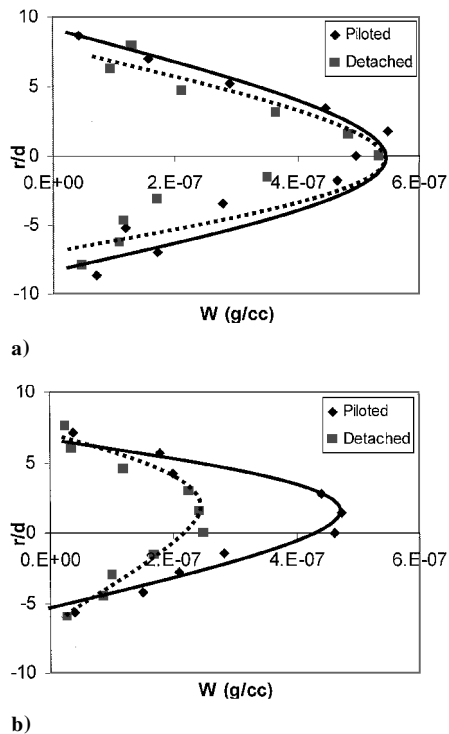 10
Piloted
Detached
5
r/d
0
0.E+00 2.E-07 4.E-07 6.E-07
-5
-10
W (g/cc)
a)
10
Piloted
Detached
5
r/d
0
0.E+00 2.E-07 4.E-07 6.E-07
-5
-10
W (g/cc)
b)